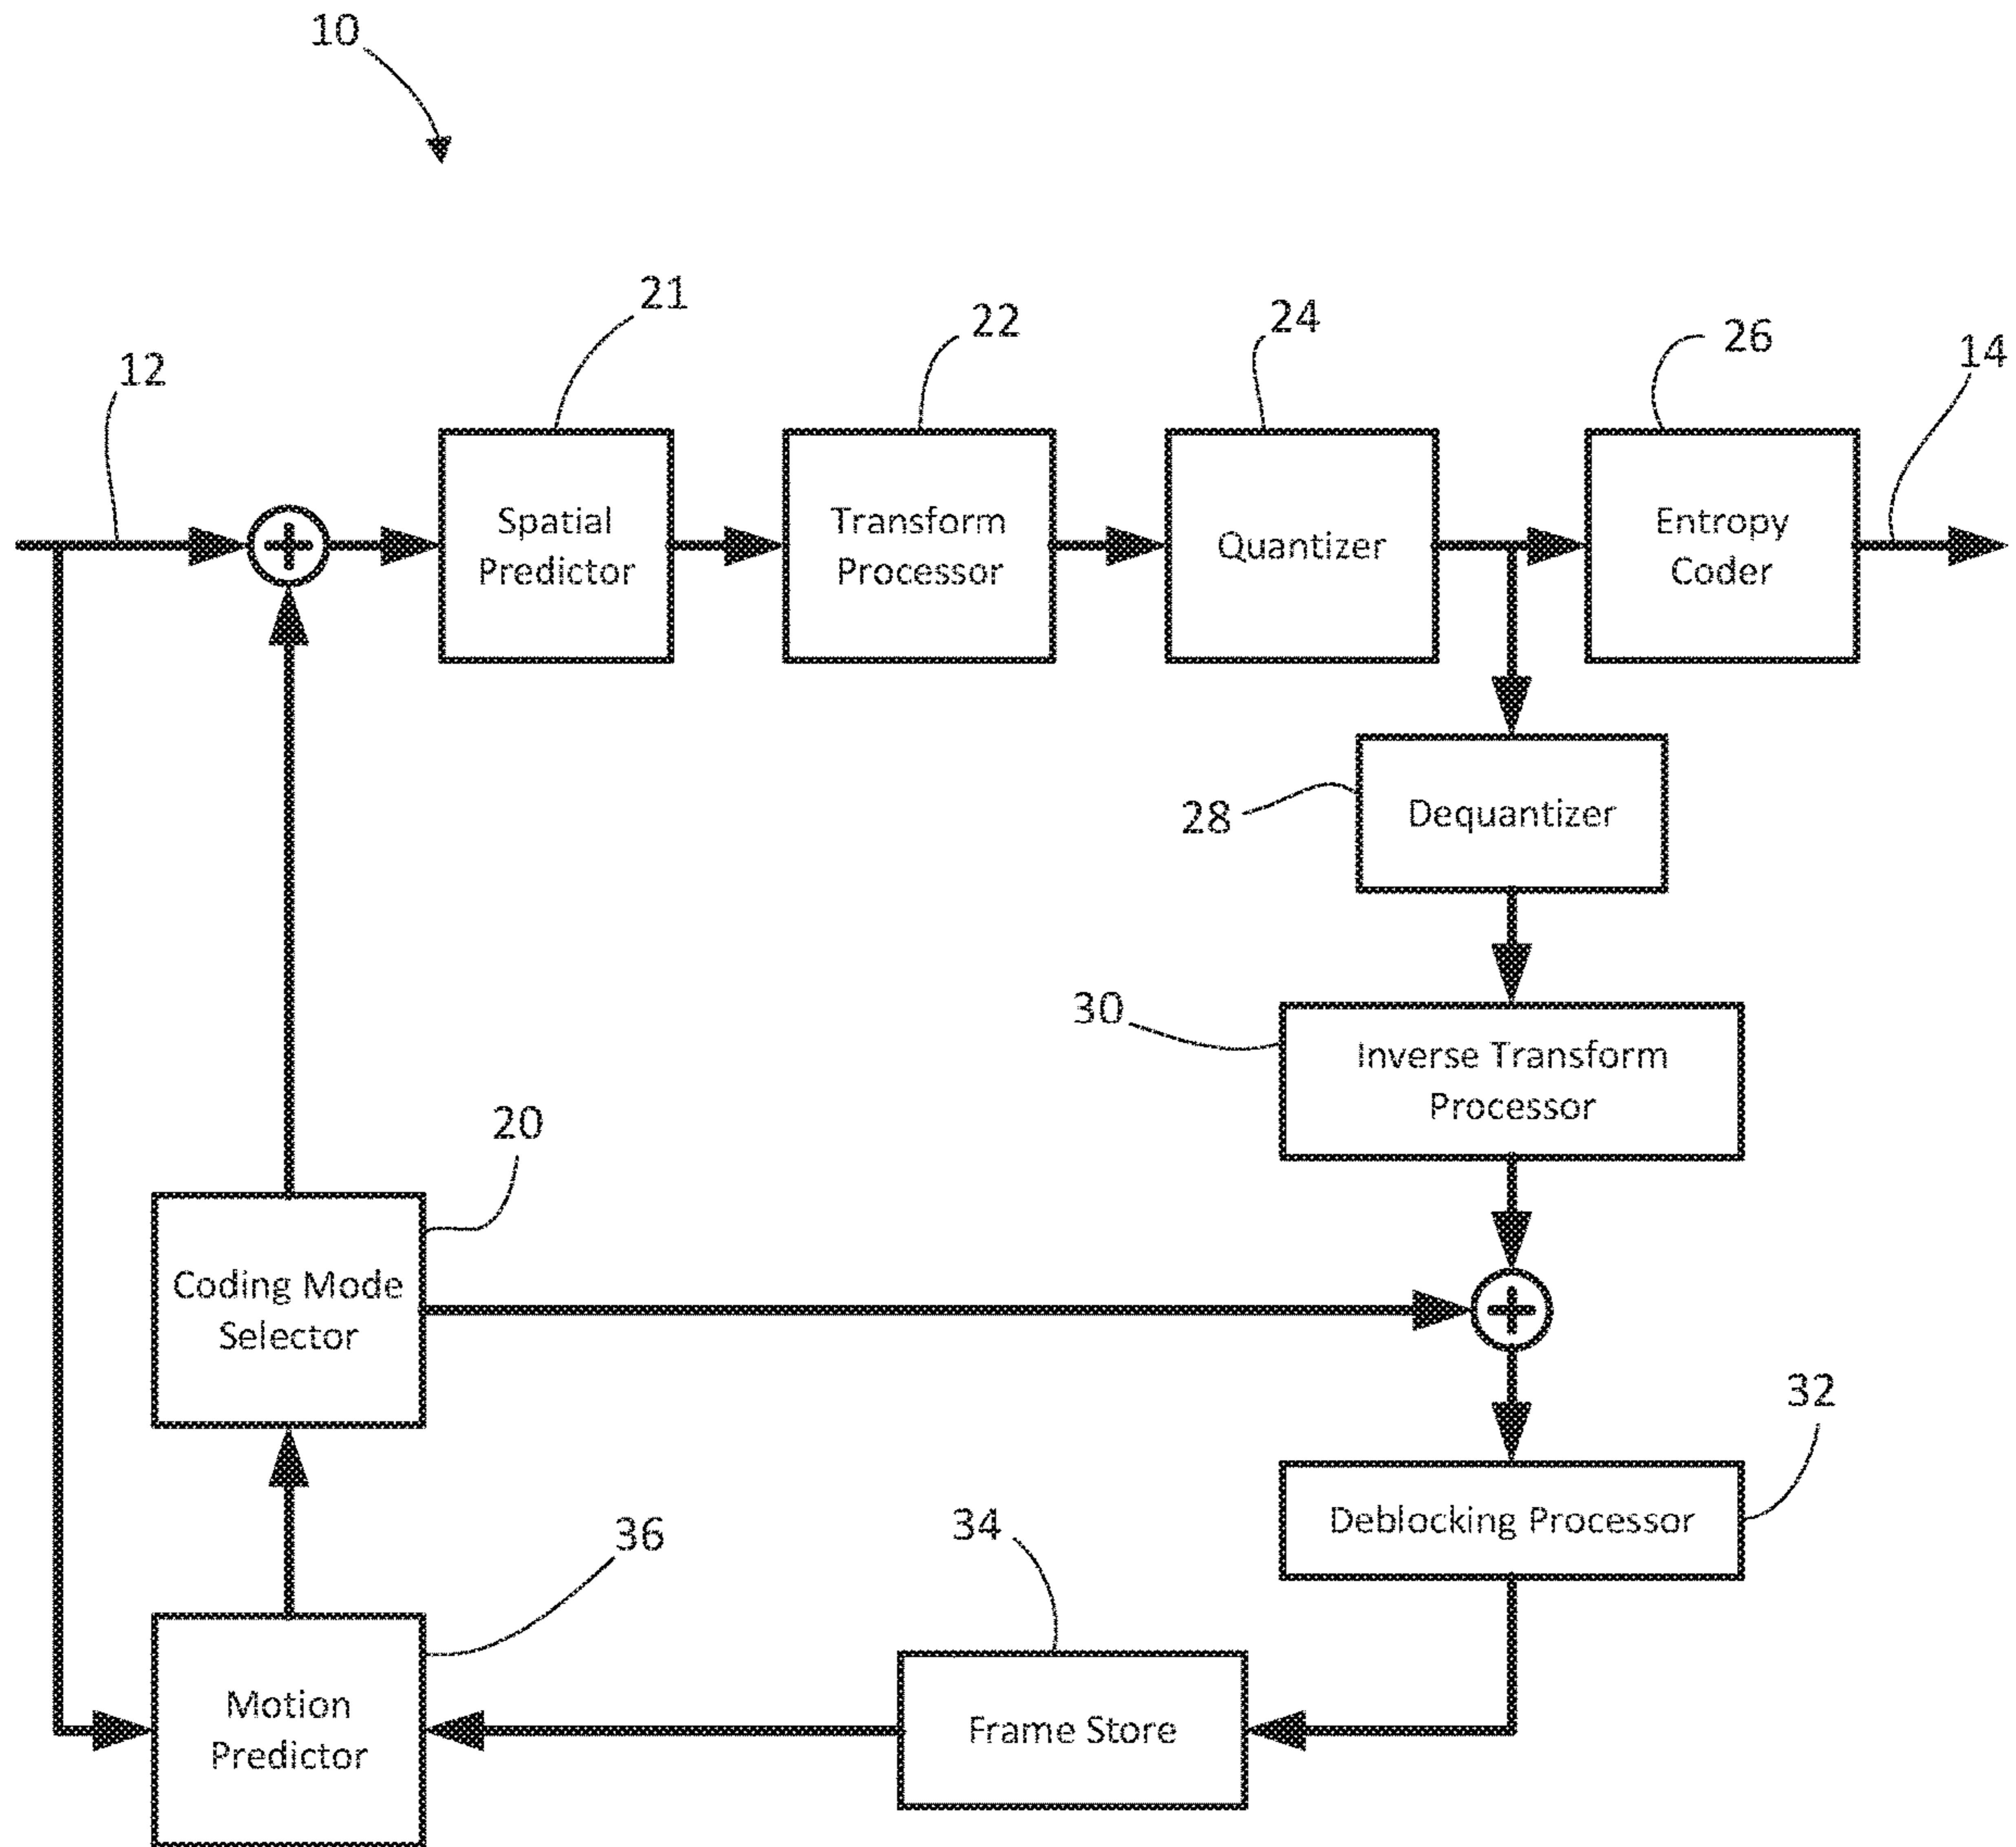 10
21
22
24
26
14
12
Spatial
Predictor
Transform
Processor
Quantizer
Entropy
Coder
28
Dequantizer
30
Inverse Transform
Processor
20
Coding Mode
Selector
32
36
34
Deblocking Processor
Motion
Predictor
Frame Store